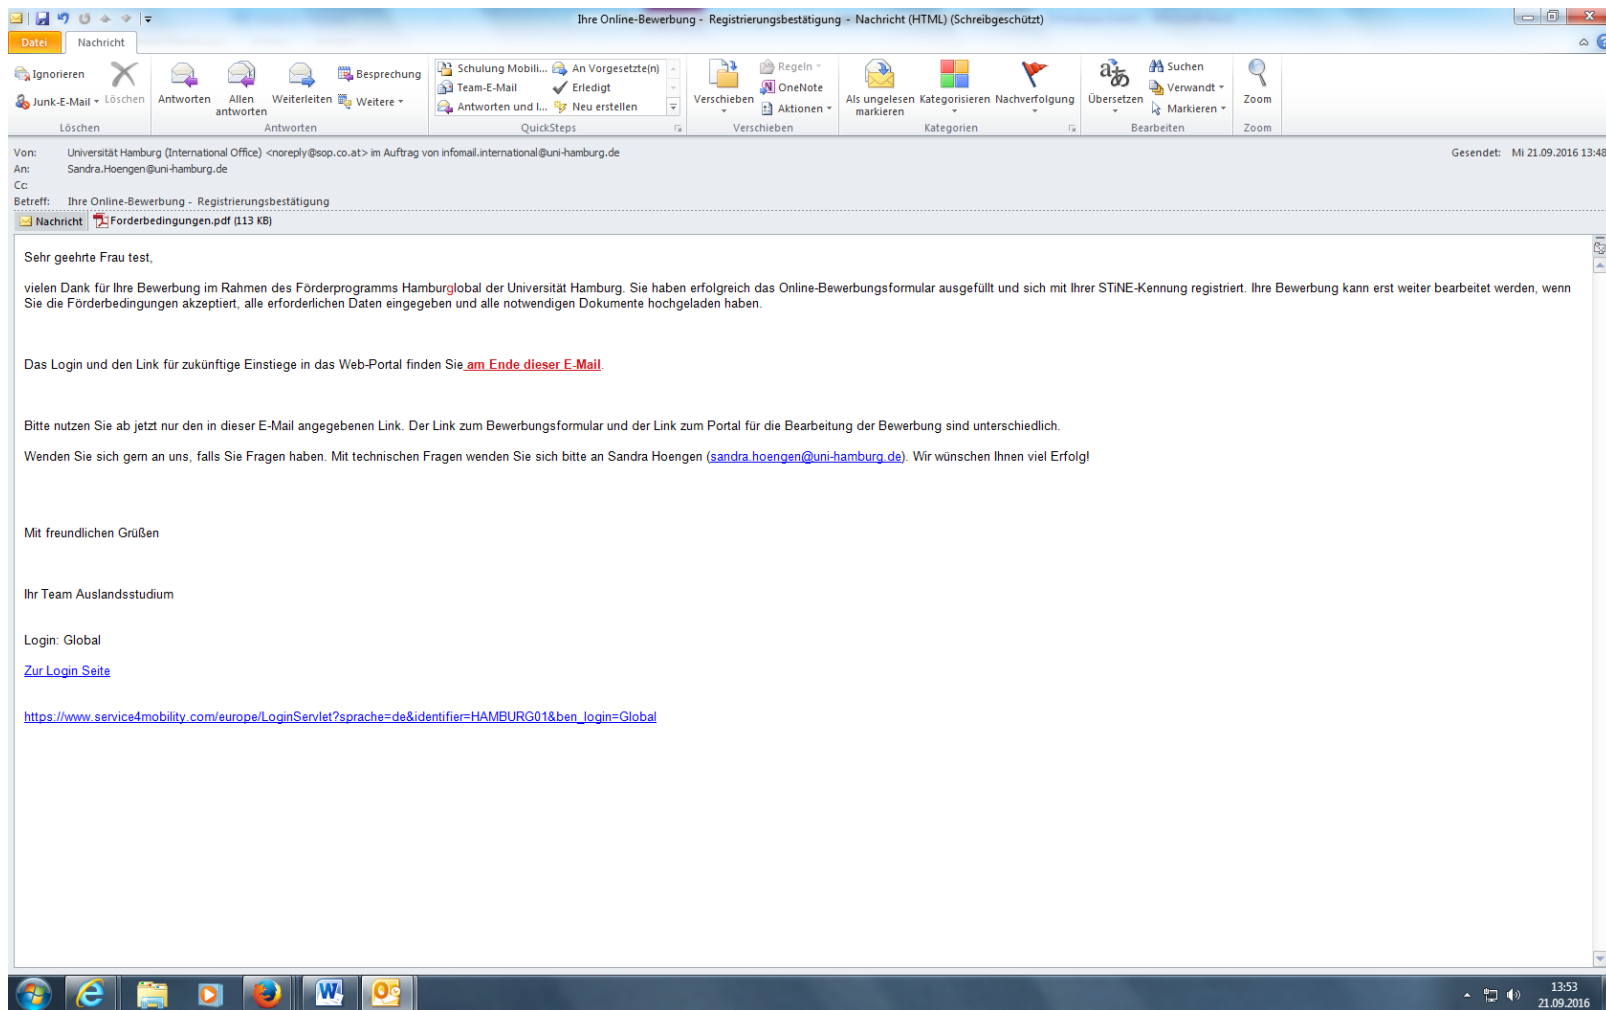 Ihre Online-Bewerbung - Registrierungsbestätigung - Nachricht (HTML) (Schreibgeschützt)
Datei Nachricht
Ignorieren
Junk-E-Mail
Löschen
Löschen
Antworten
Allen antworten
Weiterleiten
Besprechung
Weitere
Antworten
Schulung Mobili...
Team-E-Mail
Antworten und l...
An Vorgesetzte(n)
Erledigt
Neu erstellen
QuickSteps
Verschieben
Regeln
OneNote
Aktionen
Verschieben
Als ungelesen markieren
Kategorisieren
Nachverfolgung
Kategorien
Übersetzen
Suchen
Verwandt
Markieren
Bearbeiten
Zoom
Zoom
Von: Universität Hamburg (International Office) <noreply@sop.co.at> im Auftrag von infomail.international@uni-hamburg.de
Gesendet: Mi 21.09.2016 13:48
An: Sandra.Hoengen@uni-hamburg.de
Cc:
Betreff: Ihre Online-Bewerbung - Registrierungsbestätigung
Nachricht Forderbedingungen.pdf (113 KB)
Sehr geehrte Frau test,
vielen Dank für Ihre Bewerbung im Rahmen des Förderprogramms Hamburglobal der Universität Hamburg. Sie haben erfolgreich das Online-Bewerbungsformular ausgefüllt und sich mit Ihrer STiNE-Kennung registriert. Ihre Bewerbung kann erst weiter bearbeitet werden, wenn
Sie die Förderbedingungen akzeptiert, alle erforderlichen Daten eingegeben und alle notwendigen Dokumente hochgeladen haben.
Das Login und den Link für zukünftige Einstiege in das Web-Portal finden Sie am Ende dieser E-Mail.
Bitte nutzen Sie ab jetzt nur den in dieser E-Mail angegebenen Link. Der Link zum Bewerbungsformular und der Link zum Portal für die Bearbeitung der Bewerbung sind unterschiedlich.
Wenden Sie sich gern an uns, falls Sie Fragen haben. Mit technischen Fragen wenden Sie sich bitte an Sandra Hoengen (sandra.hoengen@uni-hamburg.de). Wir wünschen Ihnen viel Erfolg!
Mit freundlichen Grüßen
Ihr Team Auslandsstudium
Login: Global
Zur Login Seite
https://www.service4mobility.com/europe/LoginServlet?sprache=de&identifier=HAMBURG01&ben_login=Global
13:53
21.09.2016